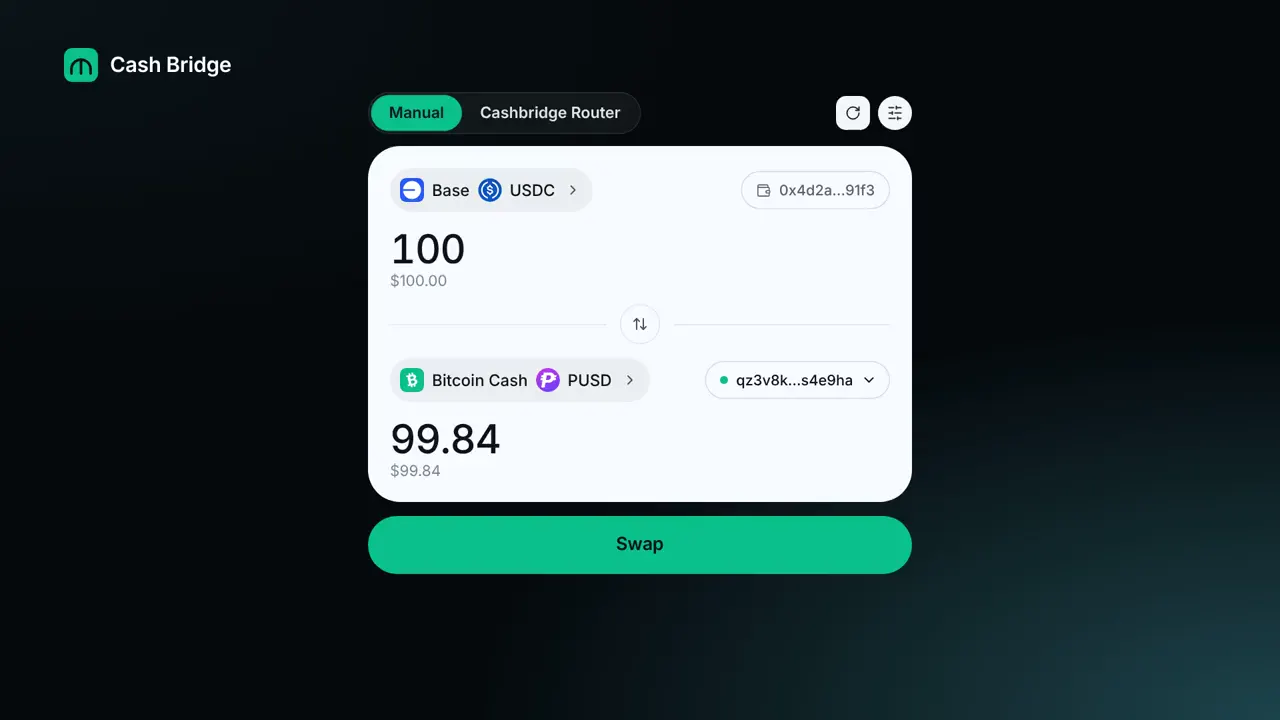 Cash Bridge
Manual
Cashbridge Router
Base USDC
0x4d2a...91f3
100
$100.00
Bitcoin Cash PUSD
qz3v8k...s4e9ha
99.84
$99.84
Swap